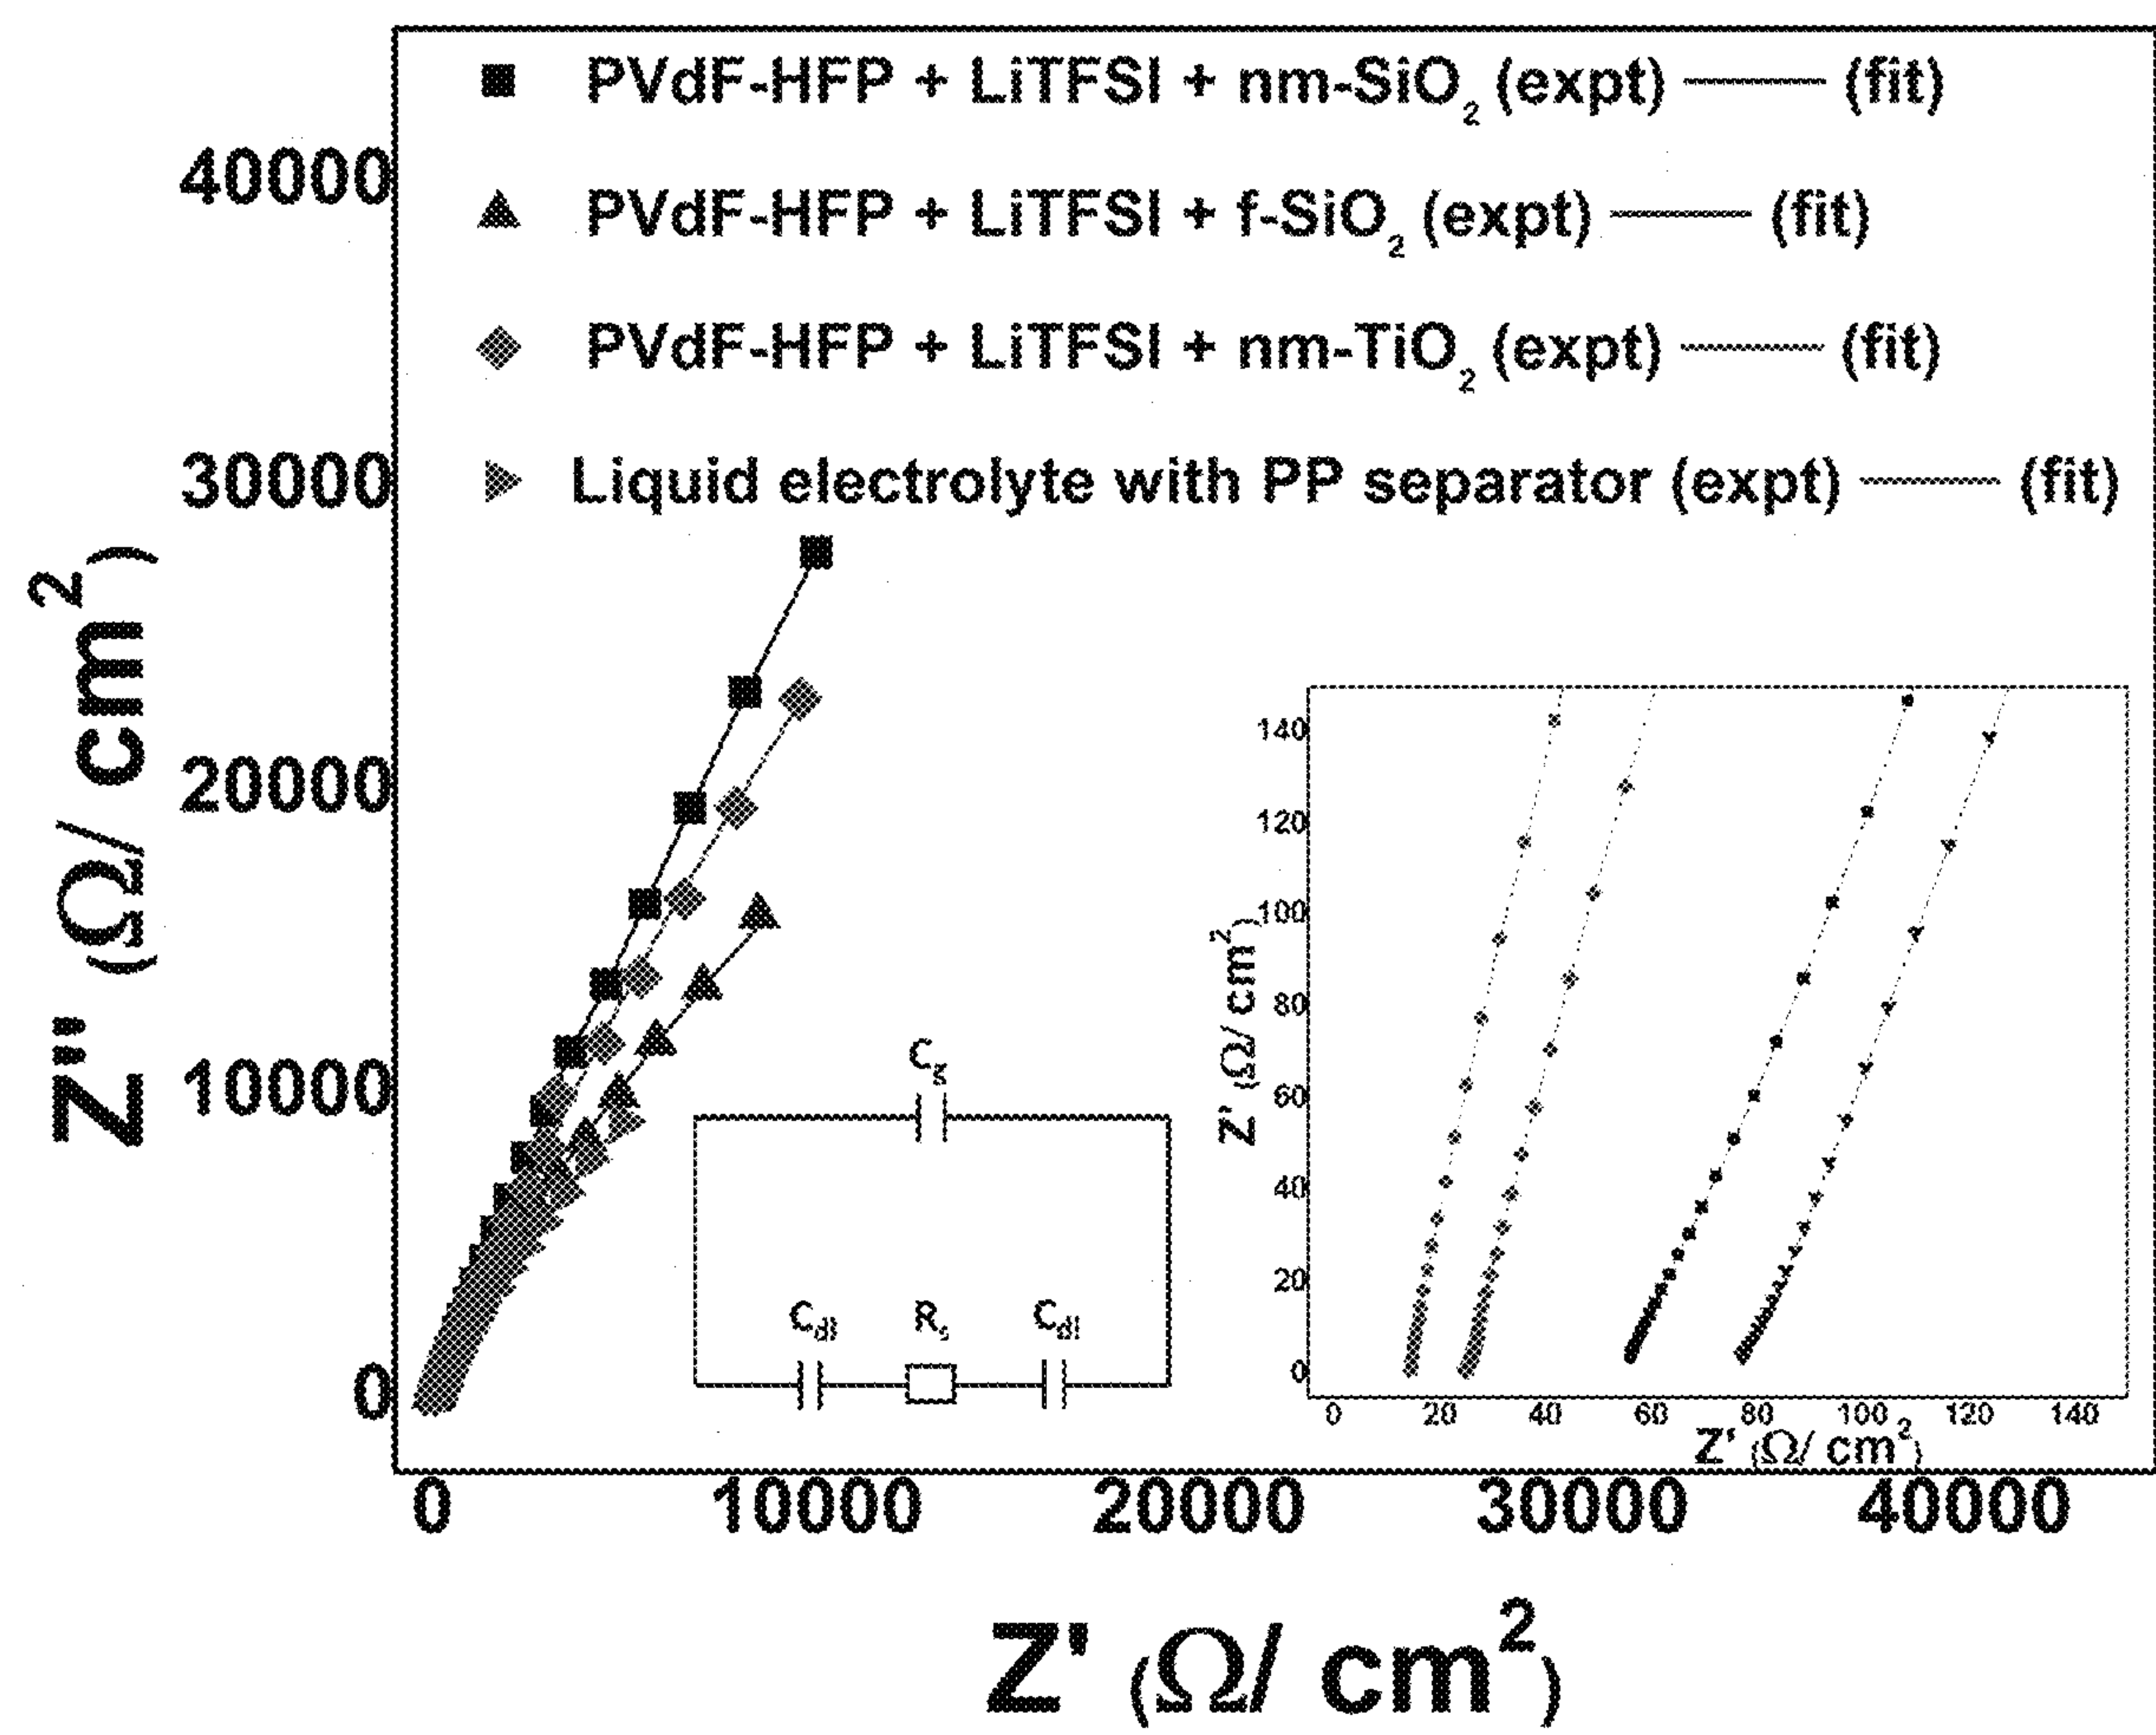 PVdF-HFP + LiTFSI + nm-SiO₂ (expt) (fit)
PVdF-HFP + LiTFSI + f-SiO₂ (expt) (fit)
PVdF-HFP + LiTFSI + nm-TiO₂ (expt) (fit)
Liquid electrolyte with PP separator (expt) (fit)
40000
30000
20000
10000
0
Z'' (Ω/ cm²)
0 10000 20000 30000 40000
Z' (Ω/ cm²)
Cg
Cdl Rs Cdl
140
120
100
80
60
40
20
0
Z' (Ω/ cm²)
0 20 40 60 80 100 120 140
Z' (Ω/ cm²)